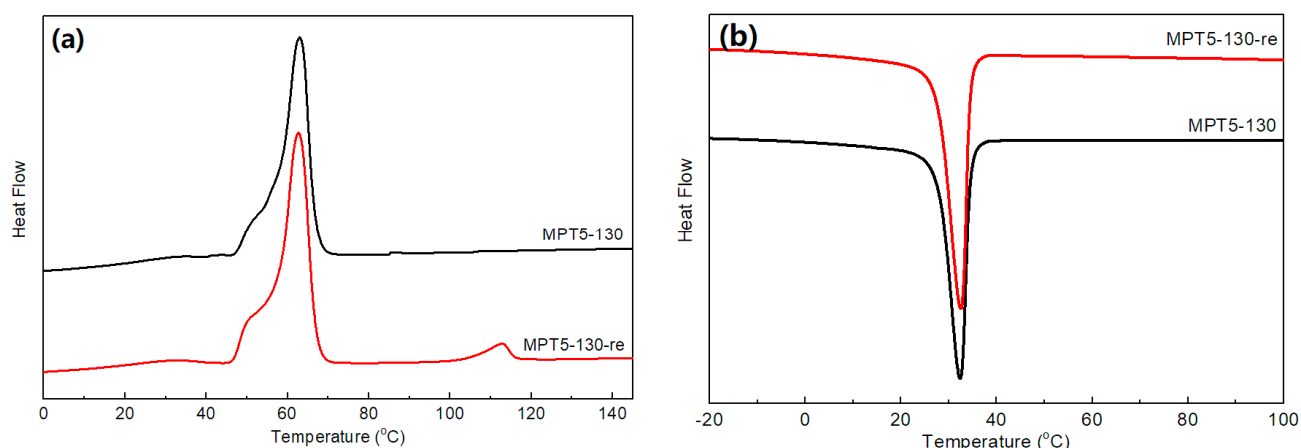 (a)
MPT5-130
MPT5-130-re
Heat Flow
0 20 40 60 80 100 120 140
Temperature (°C)
(b)
MPT5-130-re
MPT5-130
Heat Flow
-20 0 20 40 60 80 100
Temperature (°C)